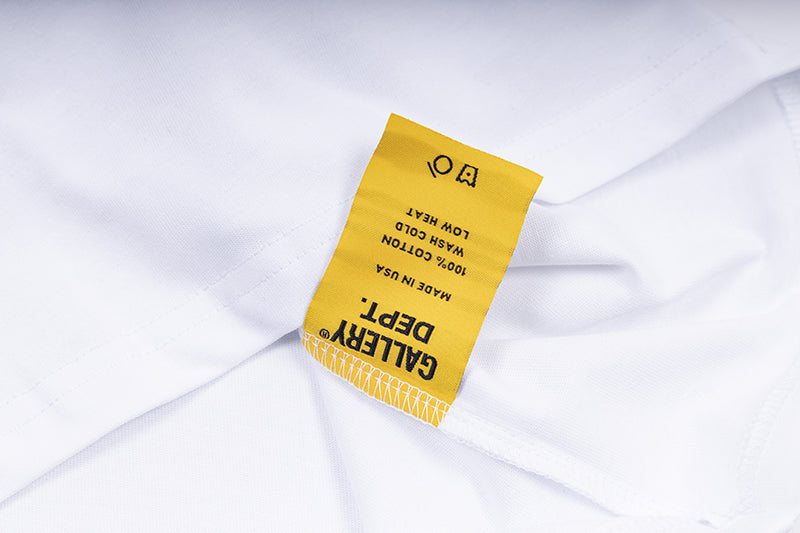 GALLERY®
DEPT.
MADE IN USA
100% COTTON
WASH COLD
LOW HEAT